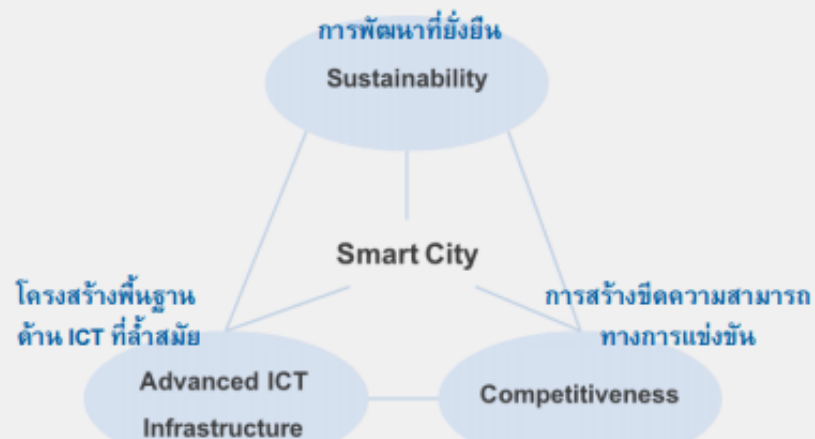 การพัฒนาที่ยั่งยืน
Sustainability
Smart City
โครงสร้างพื้นฐาน
ด้าน ICT ที่ล้ำสมัย
การสร้างขีดความสามารถ
ทางการแข่งขัน
Advanced ICT
Infrastructure
Competitiveness